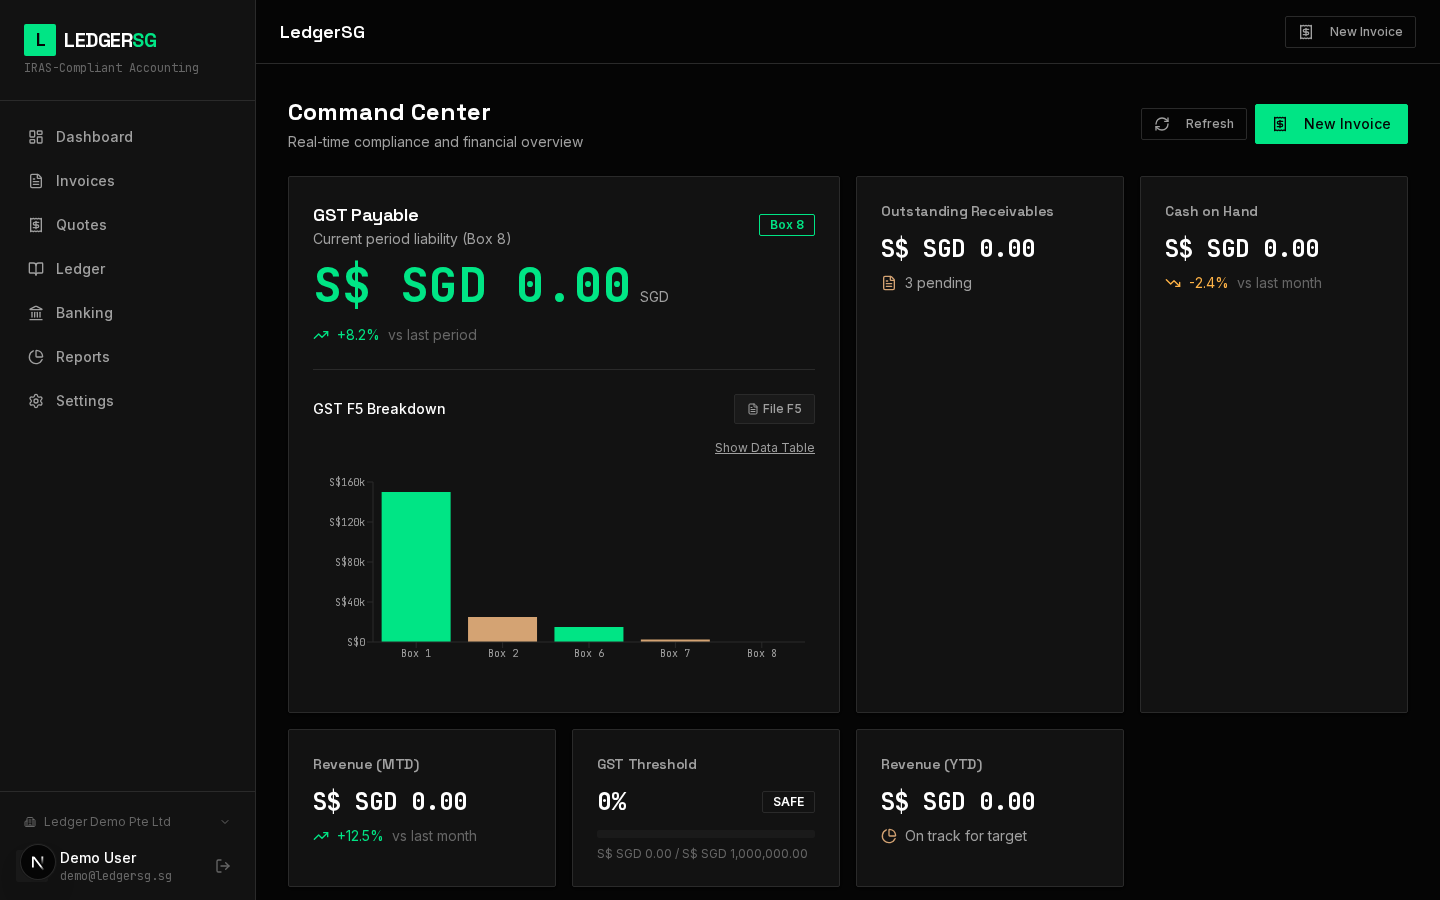 L LEDGERSG
IRAS-Compliant Accounting
Dashboard
Invoices
Quotes
Ledger
Banking
Reports
Settings
Ledger Demo Pte Ltd
N
Demo User
demo@ledgersg.sg
LedgerSG
New Invoice
Command Center
Real-time compliance and financial overview
Refresh
New Invoice
GST Payable
Current period liability (Box 8)
Box 8
S$ SGD 0.00 SGD
+8.2% vs last period
GST F5 Breakdown
File F5
Show Data Table
S$160k
S$120k
S$80k
S$40k
S$0
Box 1 Box 2 Box 6 Box 7 Box 8
Outstanding Receivables
S$ SGD 0.00
3 pending
Cash on Hand
S$ SGD 0.00
-2.4% vs last month
Revenue (MTD)
S$ SGD 0.00
+12.5% vs last month
GST Threshold
0% SAFE
S$ SGD 0.00 / S$ SGD 1,000,000.00
Revenue (YTD)
S$ SGD 0.00
On track for target